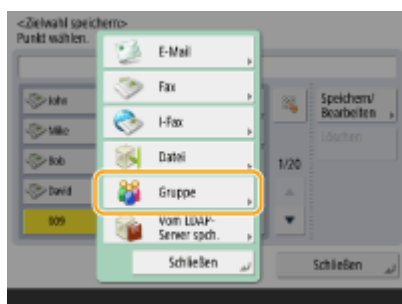 <Zielwahl speichern>
Punkt wählen.
E-Mail
Fax
I-Fax
Datei
Gruppe
Vom LDAP-
Server spch.
Schließen
John
Mike
Bob
David
009
1/20
Speichern/
Bearbeiten
Löschen
Schließen